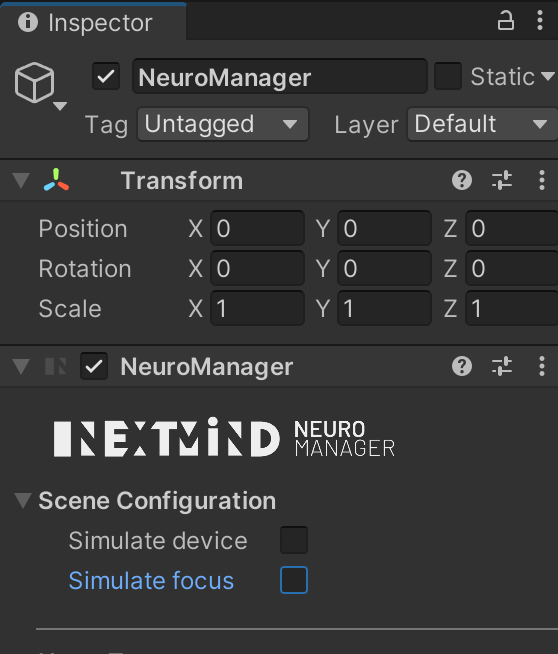 Inspector
NeuroManager
Static
Tag Untagged Layer Default
Transform
Position X 0 Y 0 Z 0
Rotation X 0 Y 0 Z 0
Scale X 1 Y 1 Z 1
NeuroManager
NEXTMIND NEURO
MANAGER
Scene Configuration
Simulate device
Simulate focus